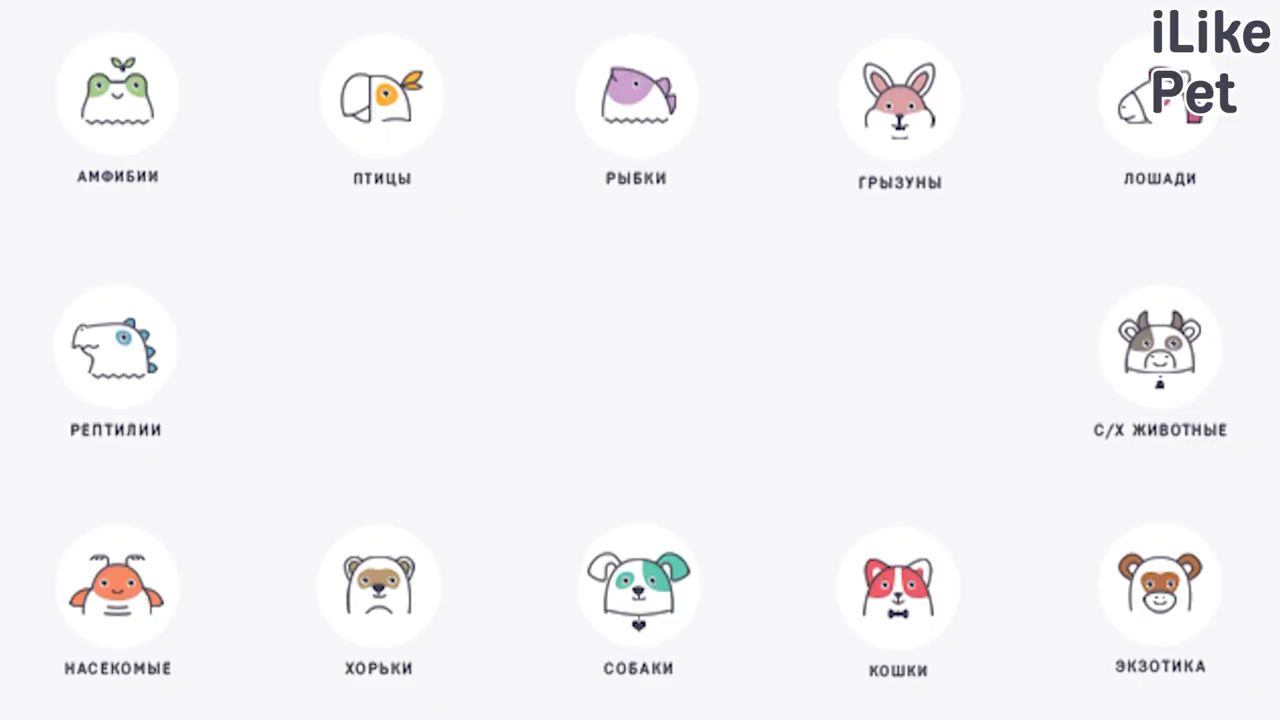 iLike
Pet
АМФИБИИ
ПТИЦЫ
РЫБКИ
ГРЫЗУНЫ
ЛОШАДИ
РЕПТИЛИИ
С/Х ЖИВОТНЫЕ
НАСЕКОМЫЕ
ХОРЬКИ
СОБАКИ
КОШКИ
ЭКЗОТИКА